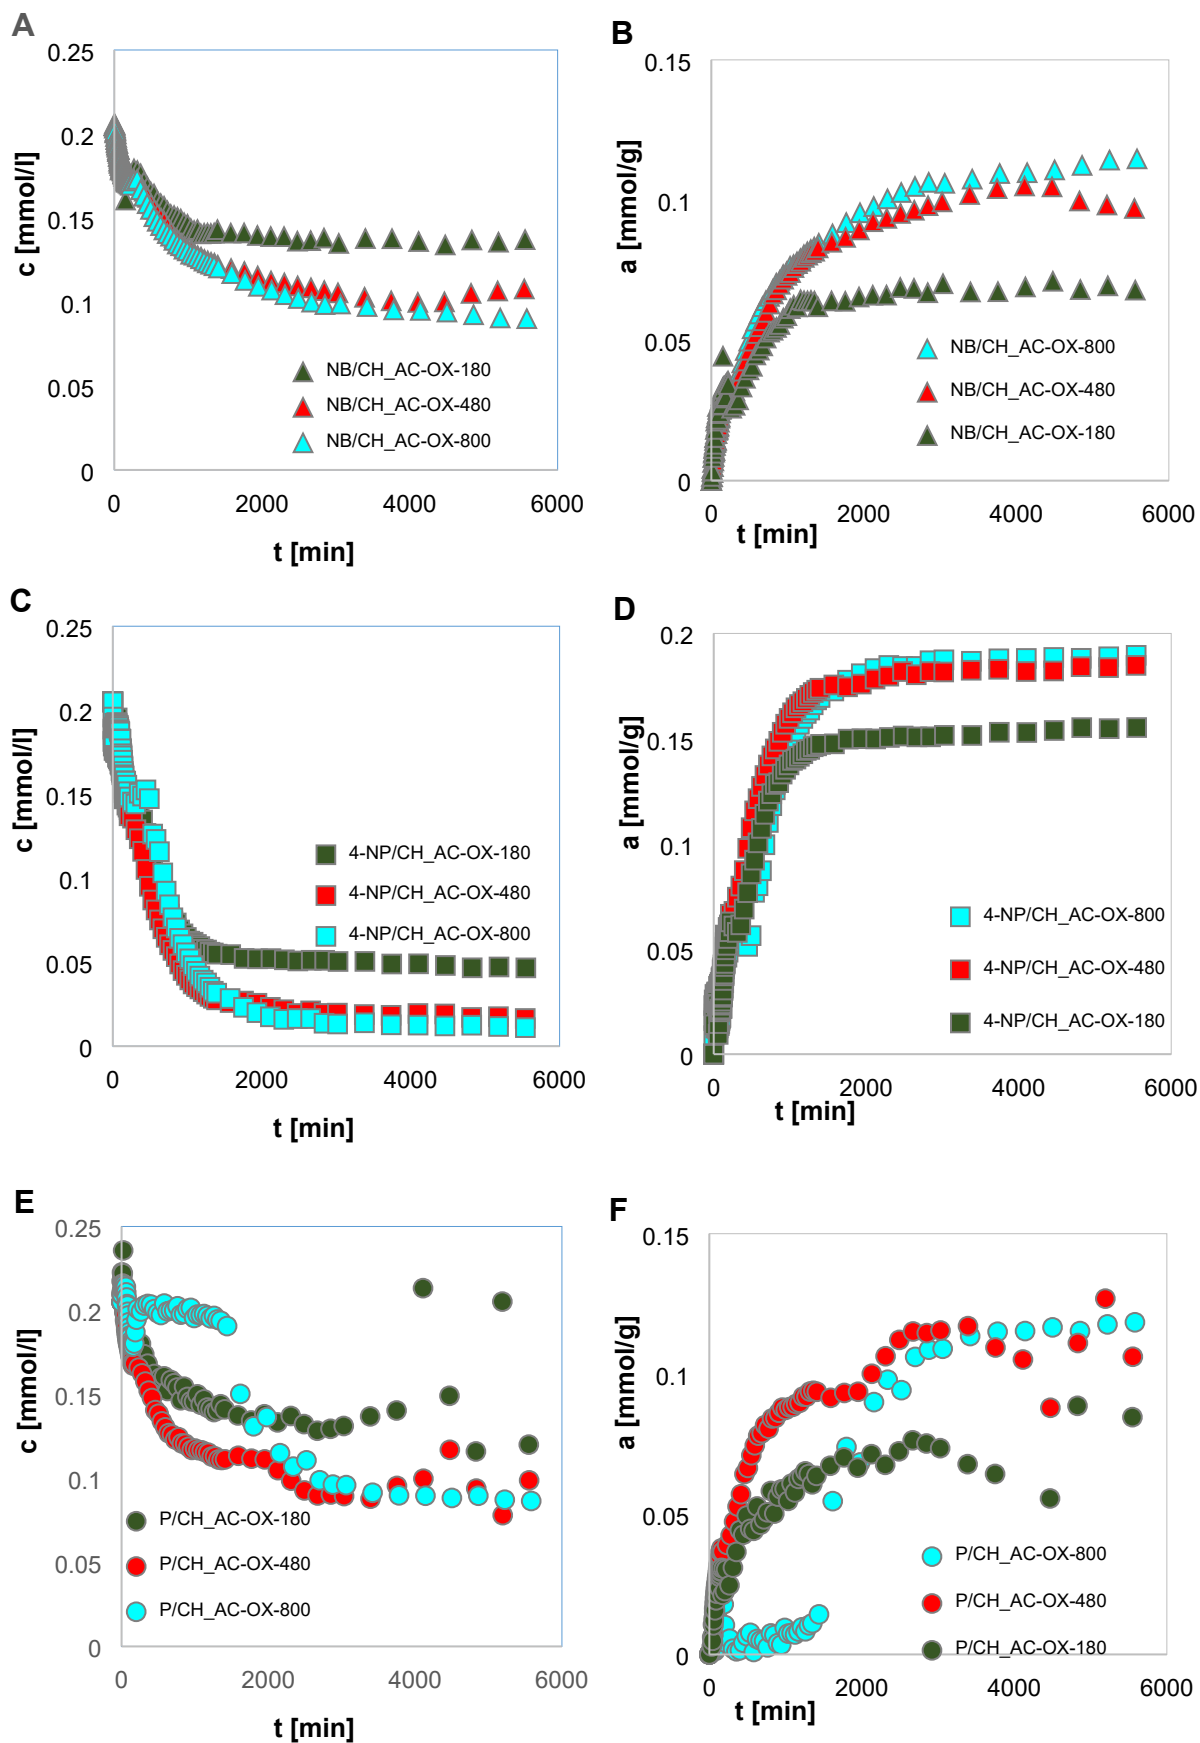 A
0.25
0.2
0.15
0.1
0.05
0
c [mmol/l]
NB/CH_AC-OX-180
NB/CH_AC-OX-480
NB/CH_AC-OX-800
0 2000 4000 6000
t [min]
B
0.15
0.1
0.05
0
a [mmol/g]
NB/CH_AC-OX-800
NB/CH_AC-OX-480
NB/CH_AC-OX-180
0 2000 4000 6000
t [min]
C
0.25
0.2
0.15
0.1
0.05
0
c [mmol/l]
4-NP/CH_AC-OX-180
4-NP/CH_AC-OX-480
4-NP/CH_AC-OX-800
0 2000 4000 6000
t [min]
D
0.2
0.15
0.1
0.05
0
a [mmol/g]
4-NP/CH_AC-OX-800
4-NP/CH_AC-OX-480
4-NP/CH_AC-OX-180
0 2000 4000 6000
t [min]
E
0.25
0.2
0.15
0.1
0.05
0
c [mmol/l]
P/CH_AC-OX-180
P/CH_AC-OX-480
P/CH_AC-OX-800
0 2000 4000 6000
t [min]
F
0.15
0.1
0.05
0
a [mmol/g]
P/CH_AC-OX-800
P/CH_AC-OX-480
P/CH_AC-OX-180
0 2000 4000 6000
t [min]